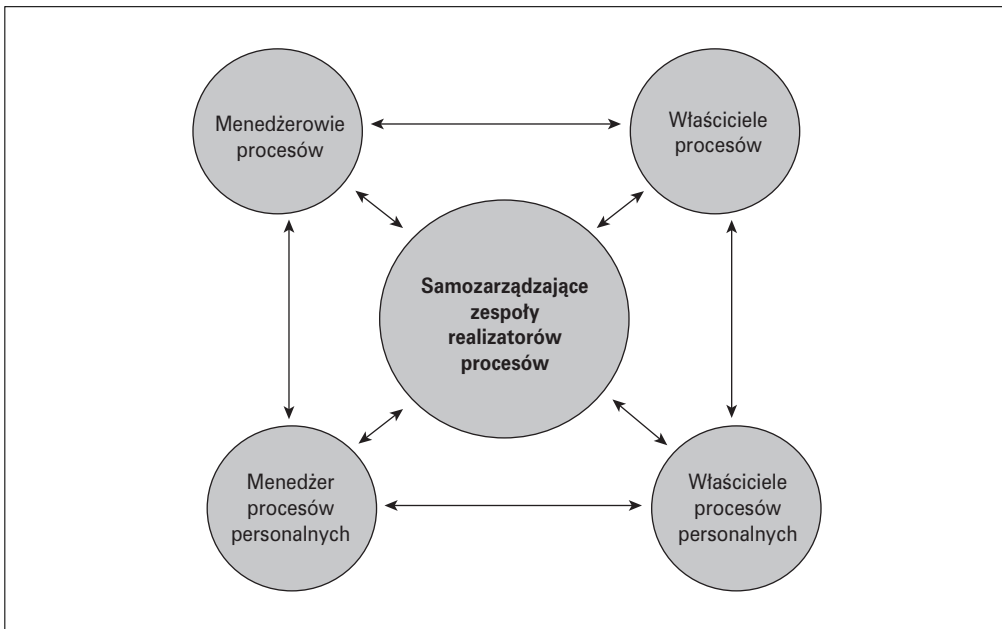 Menedżerowie
procesów
Właściciele
procesów
Samozarządzające
zespoły
realizatorów
procesów
Menedżer
procesów
personalnych
Właściciele
procesów
personalnych